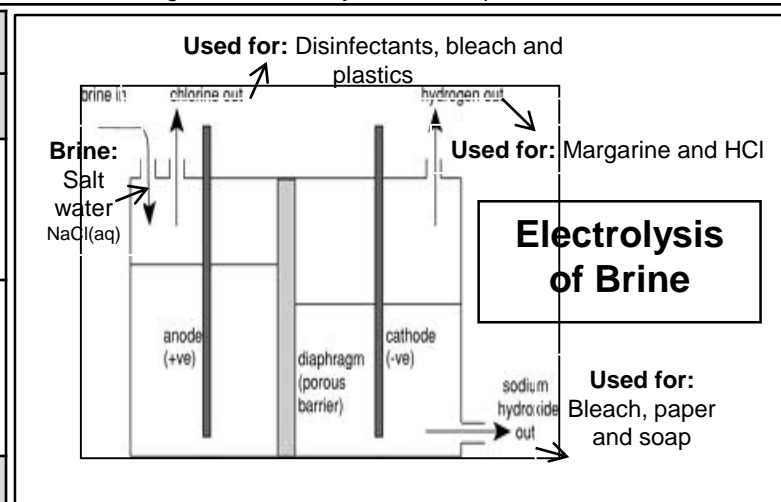 Used for: Disinfectants, bleach and
plastics
brine in
chlorine out
hydrogen out
Brine:
Salt
water
NaCl(aq)
Used for: Margarine and HCl
Electrolysis
of Brine
anode
(+ve)
diaphragm
(porous
barrier)
cathode
(-ve)
sodium
hydroxide
out
Used for:
Bleach, paper
and soap